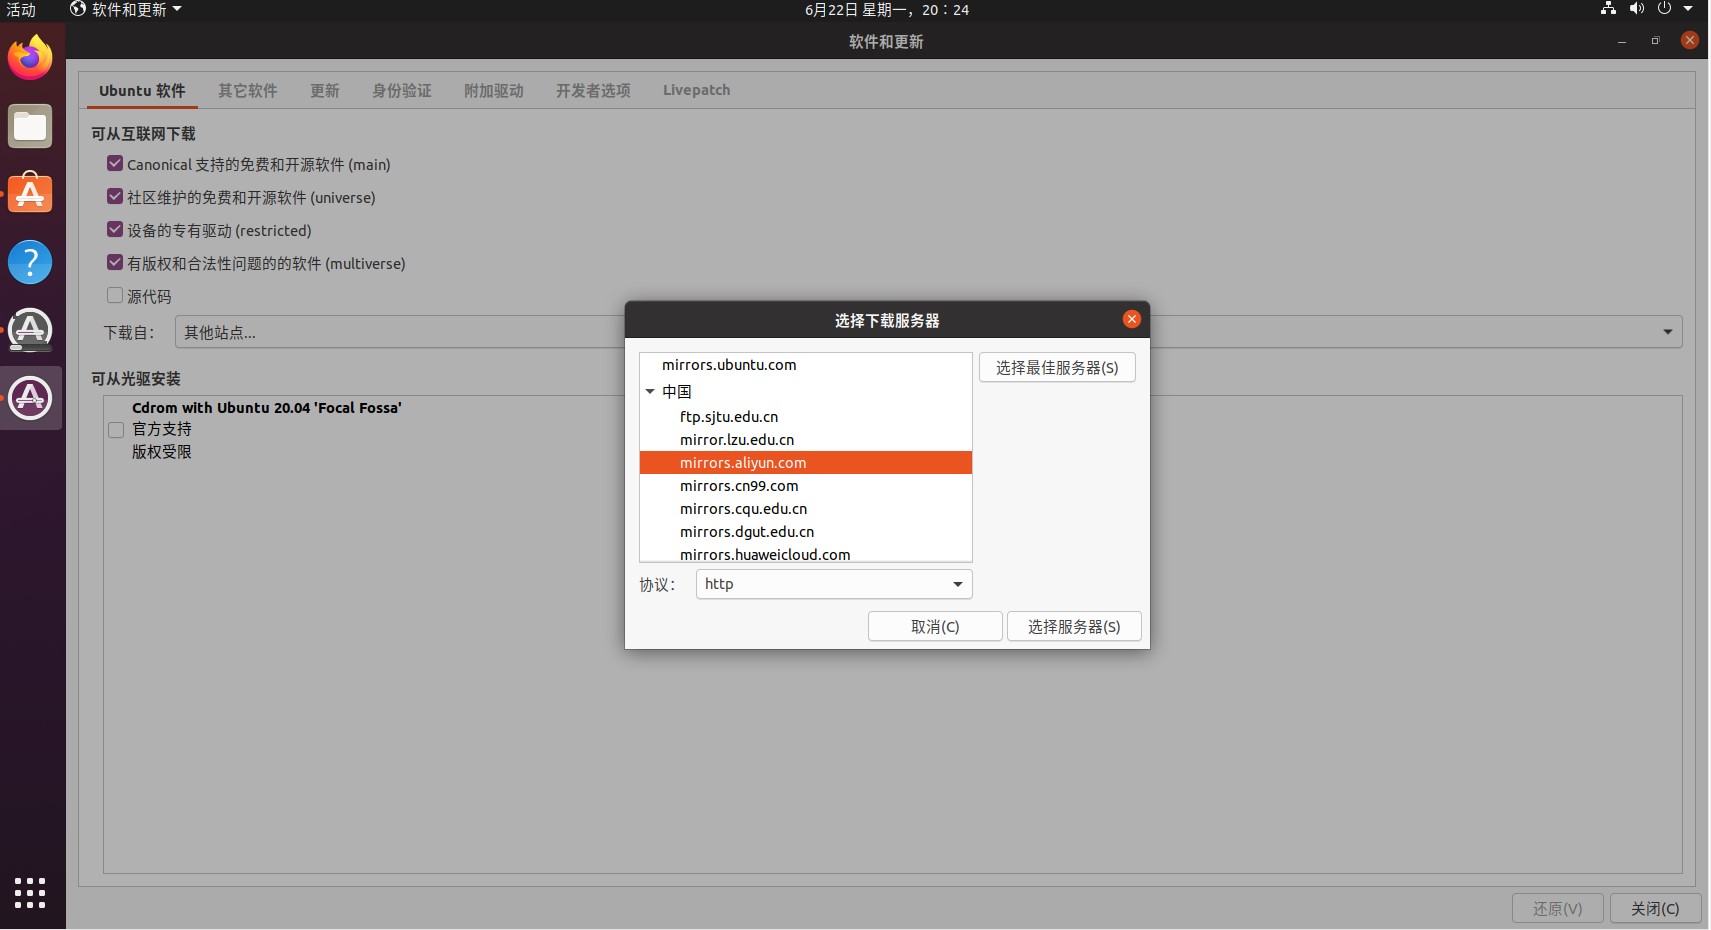 活动 软件和更新 6月22日 星期一，20：24
软件和更新
Ubuntu 软件 其它软件 更新 身份验证 附加驱动 开发者选项 Livepatch
可从互联网下载
Canonical 支持的免费和开源软件 (main)
社区维护的免费和开源软件 (universe)
设备的专有驱动 (restricted)
有版权和合法性问题的的软件 (multiverse)
源代码
下载自： 其他站点...
可从光驱安装
Cdrom with Ubuntu 20.04 'Focal Fossa'
官方支持
版权受限
选择下载服务器
mirrors.ubuntu.com
选择最佳服务器(S)
中国
ftp.sjtu.edu.cn
mirror.lzu.edu.cn
mirrors.aliyun.com
mirrors.cn99.com
mirrors.cqu.edu.cn
mirrors.dgut.edu.cn
mirrors.huaweicloud.com
协议： http
取消(C) 选择服务器(S)
还原(V) 关闭(C)